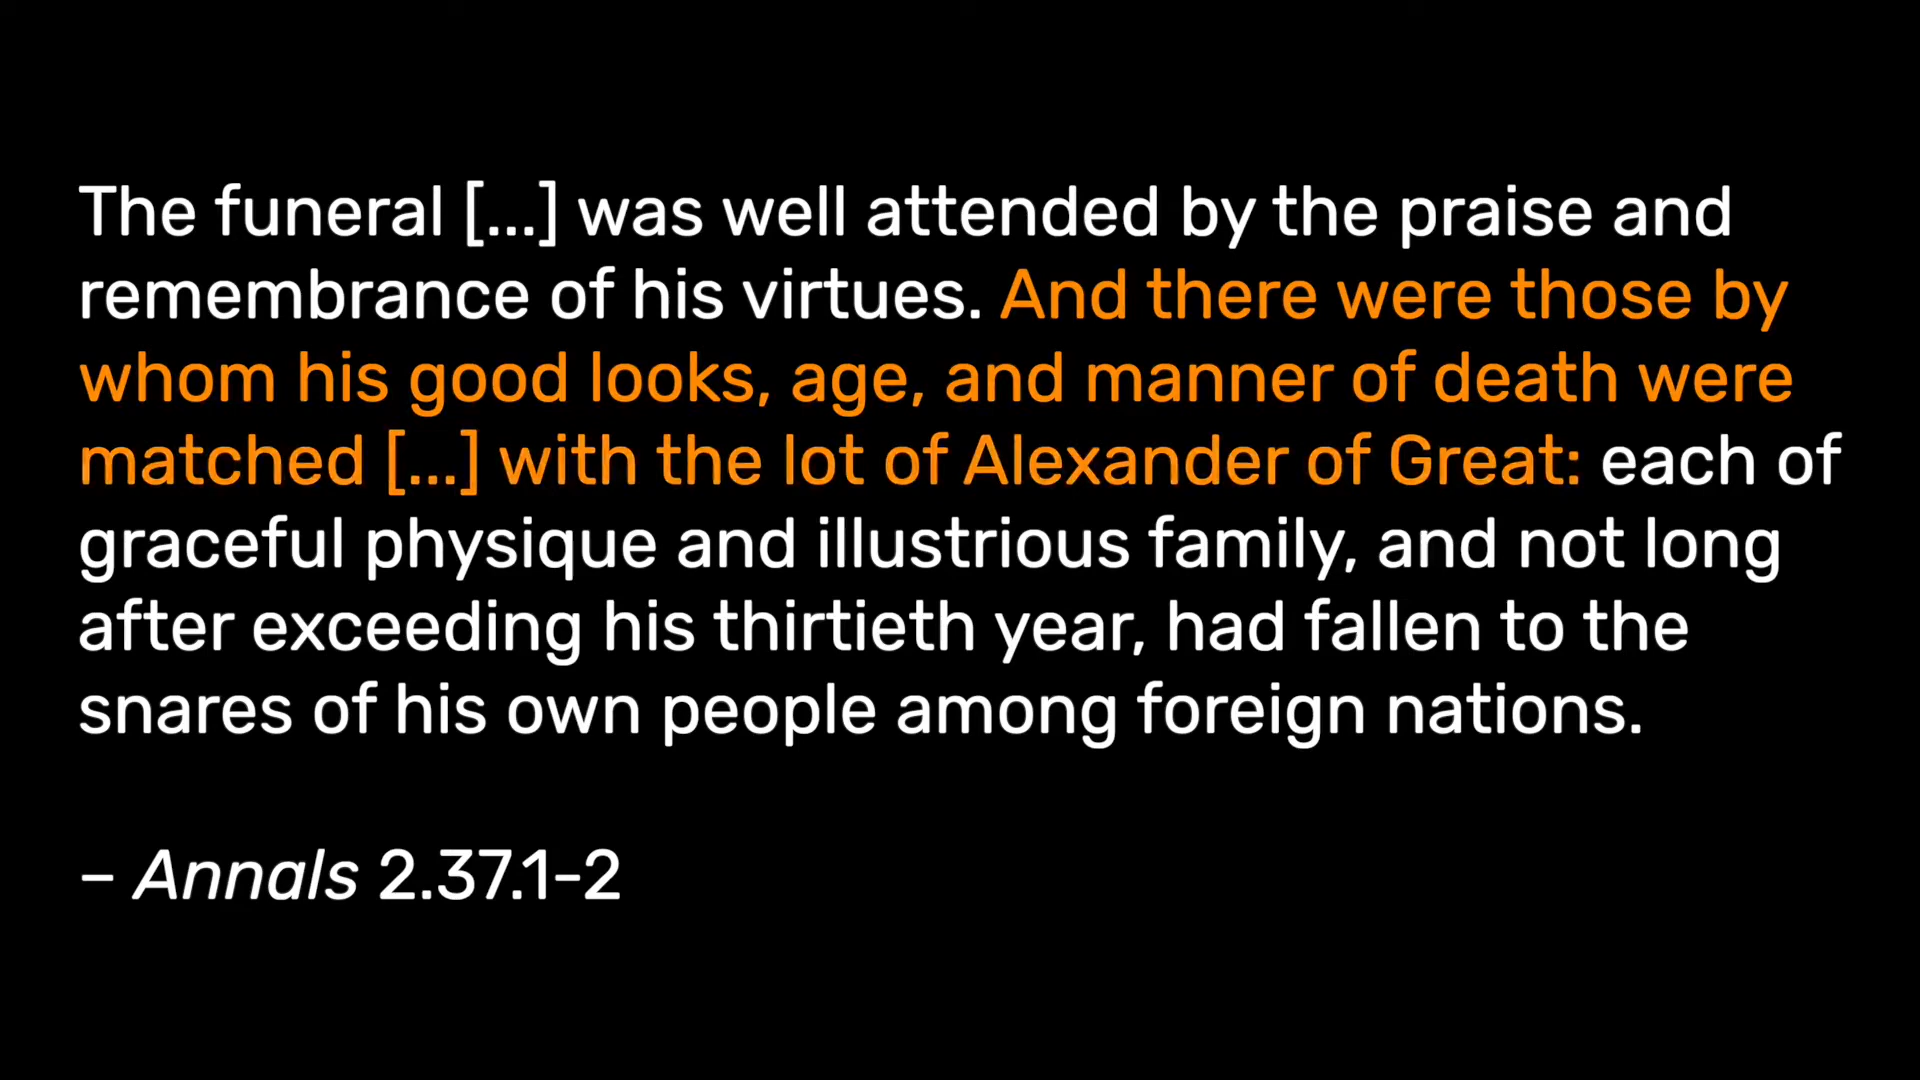 The funeral [...] was well attended by the praise and
remembrance of his virtues. And there were those by
whom his good looks, age, and manner of death were
matched [...] with the lot of Alexander of Great: each of
graceful physique and illustrious family, and not long
after exceeding his thirtieth year, had fallen to the
snares of his own people among foreign nations.
– Annals 2.37.1-2